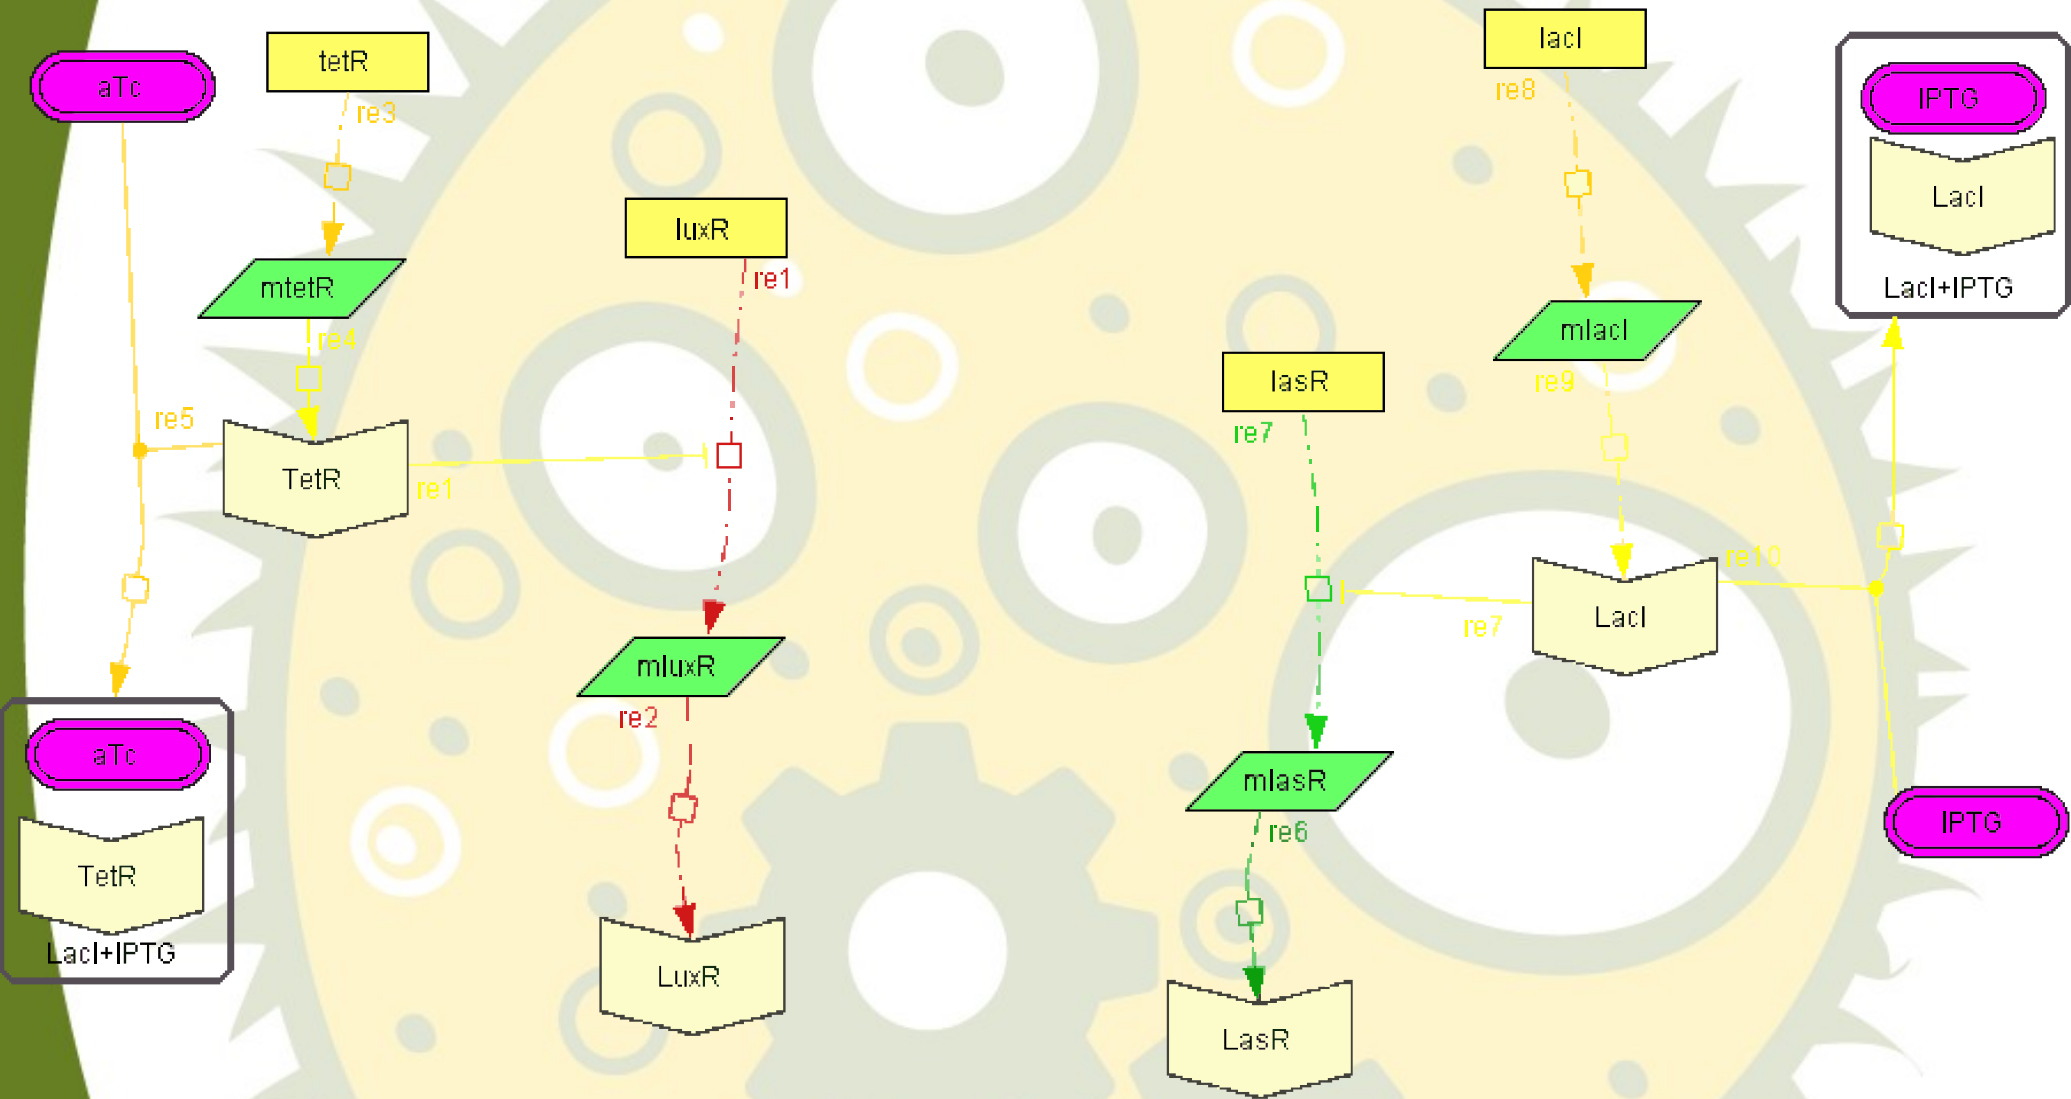 lacI
tetR
IPTG
aTc
re8
re3
LacI
luxR
re1
mtetR
LacI+IPTG
mlacI
re4
lasR
re9
re5
re7
TetR
re1
re10
LacI
re7
mluxR
re2
aTc
mlasR
IPTG
re6
TetR
LacI+IPTG
LuxR
LasR